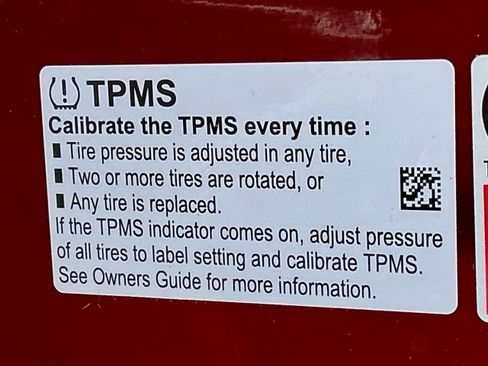 TPMS
Calibrate the TPMS every time :
Tire pressure is adjusted in any tire,
Two or more tires are rotated, or
Any tire is replaced.
If the TPMS indicator comes on, adjust pressure
of all tires to label setting and calibrate TPMS.
See Owners Guide for more information.